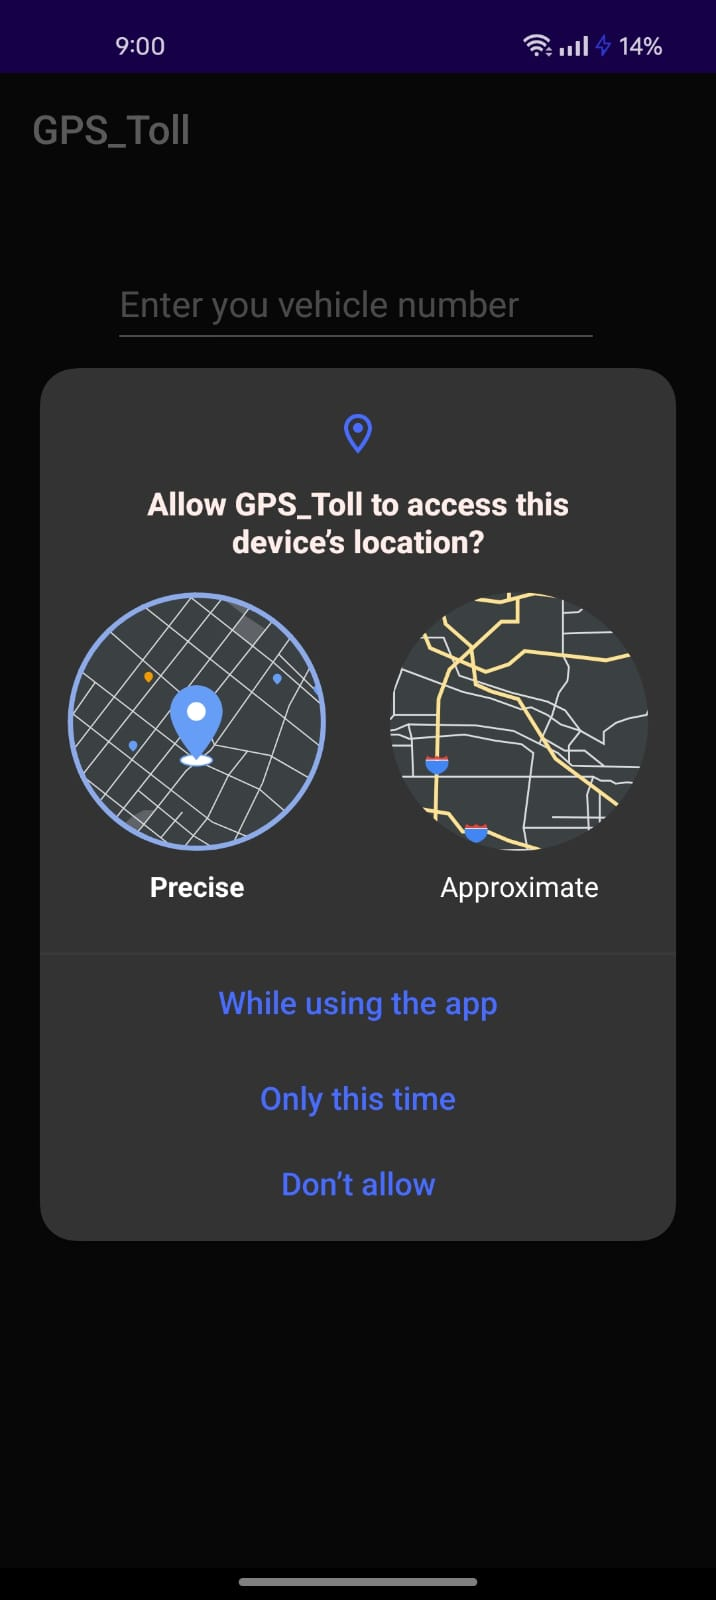 9:00
14%
GPS_Toll
Enter you vehicle number
Allow GPS_Toll to access this
device’s location?
Precise
Approximate
While using the app
Only this time
Don’t allow